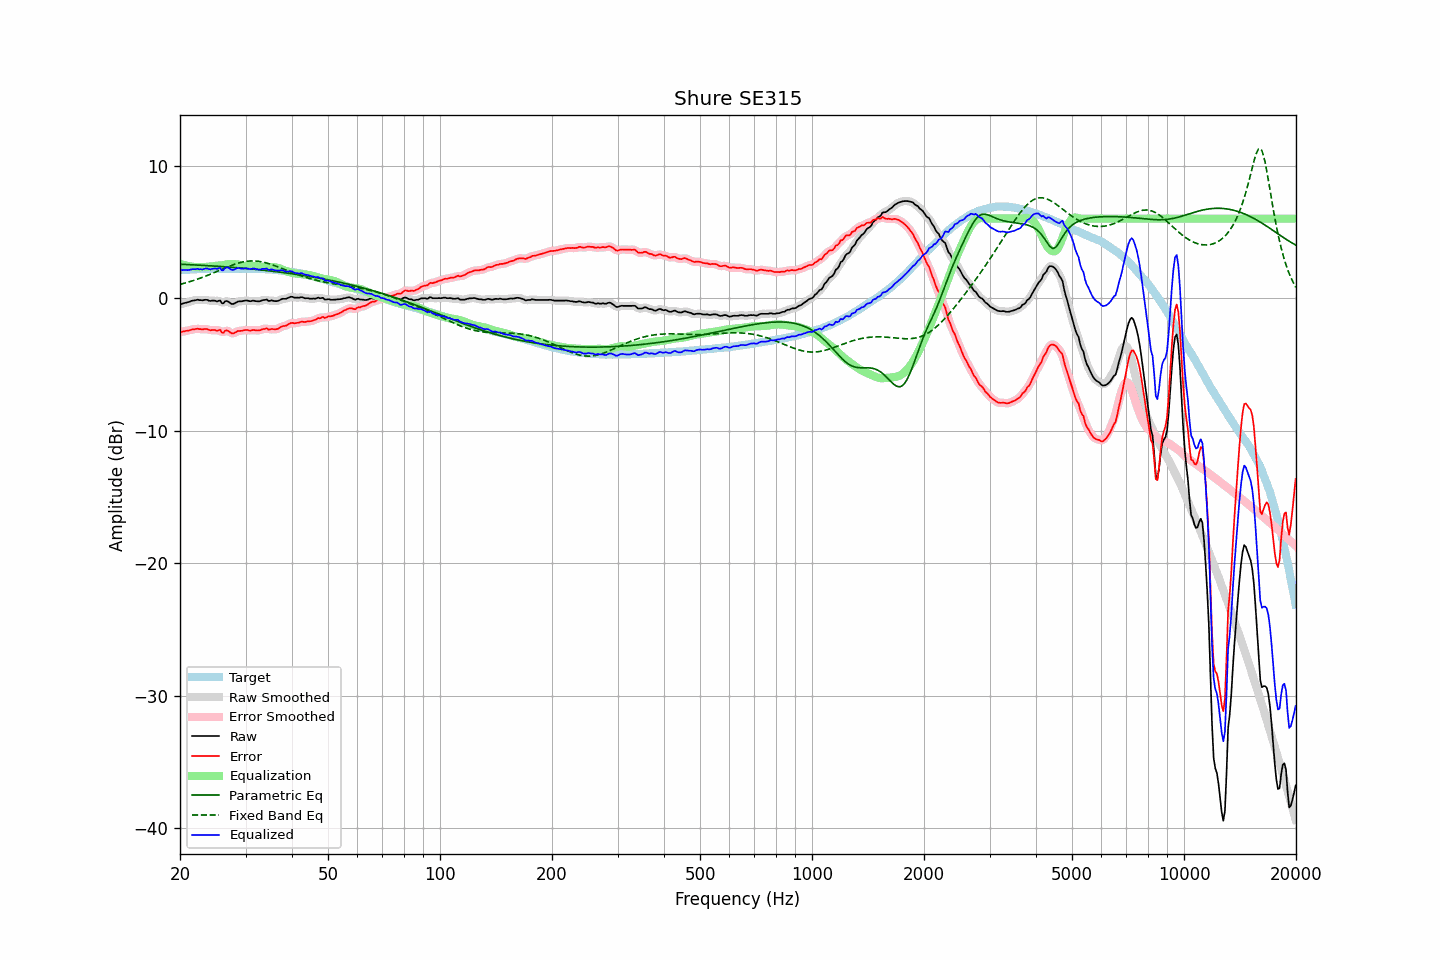 Shure SE315
Amplitude (dBr)
10
0
−10
−20
−30
−40
Target
Raw Smoothed
Error Smoothed
Raw
Error
Equalization
Parametric Eq
Fixed Band Eq
Equalized
20 50 100 200 500 1000 2000 5000 10000 20000
Frequency (Hz)